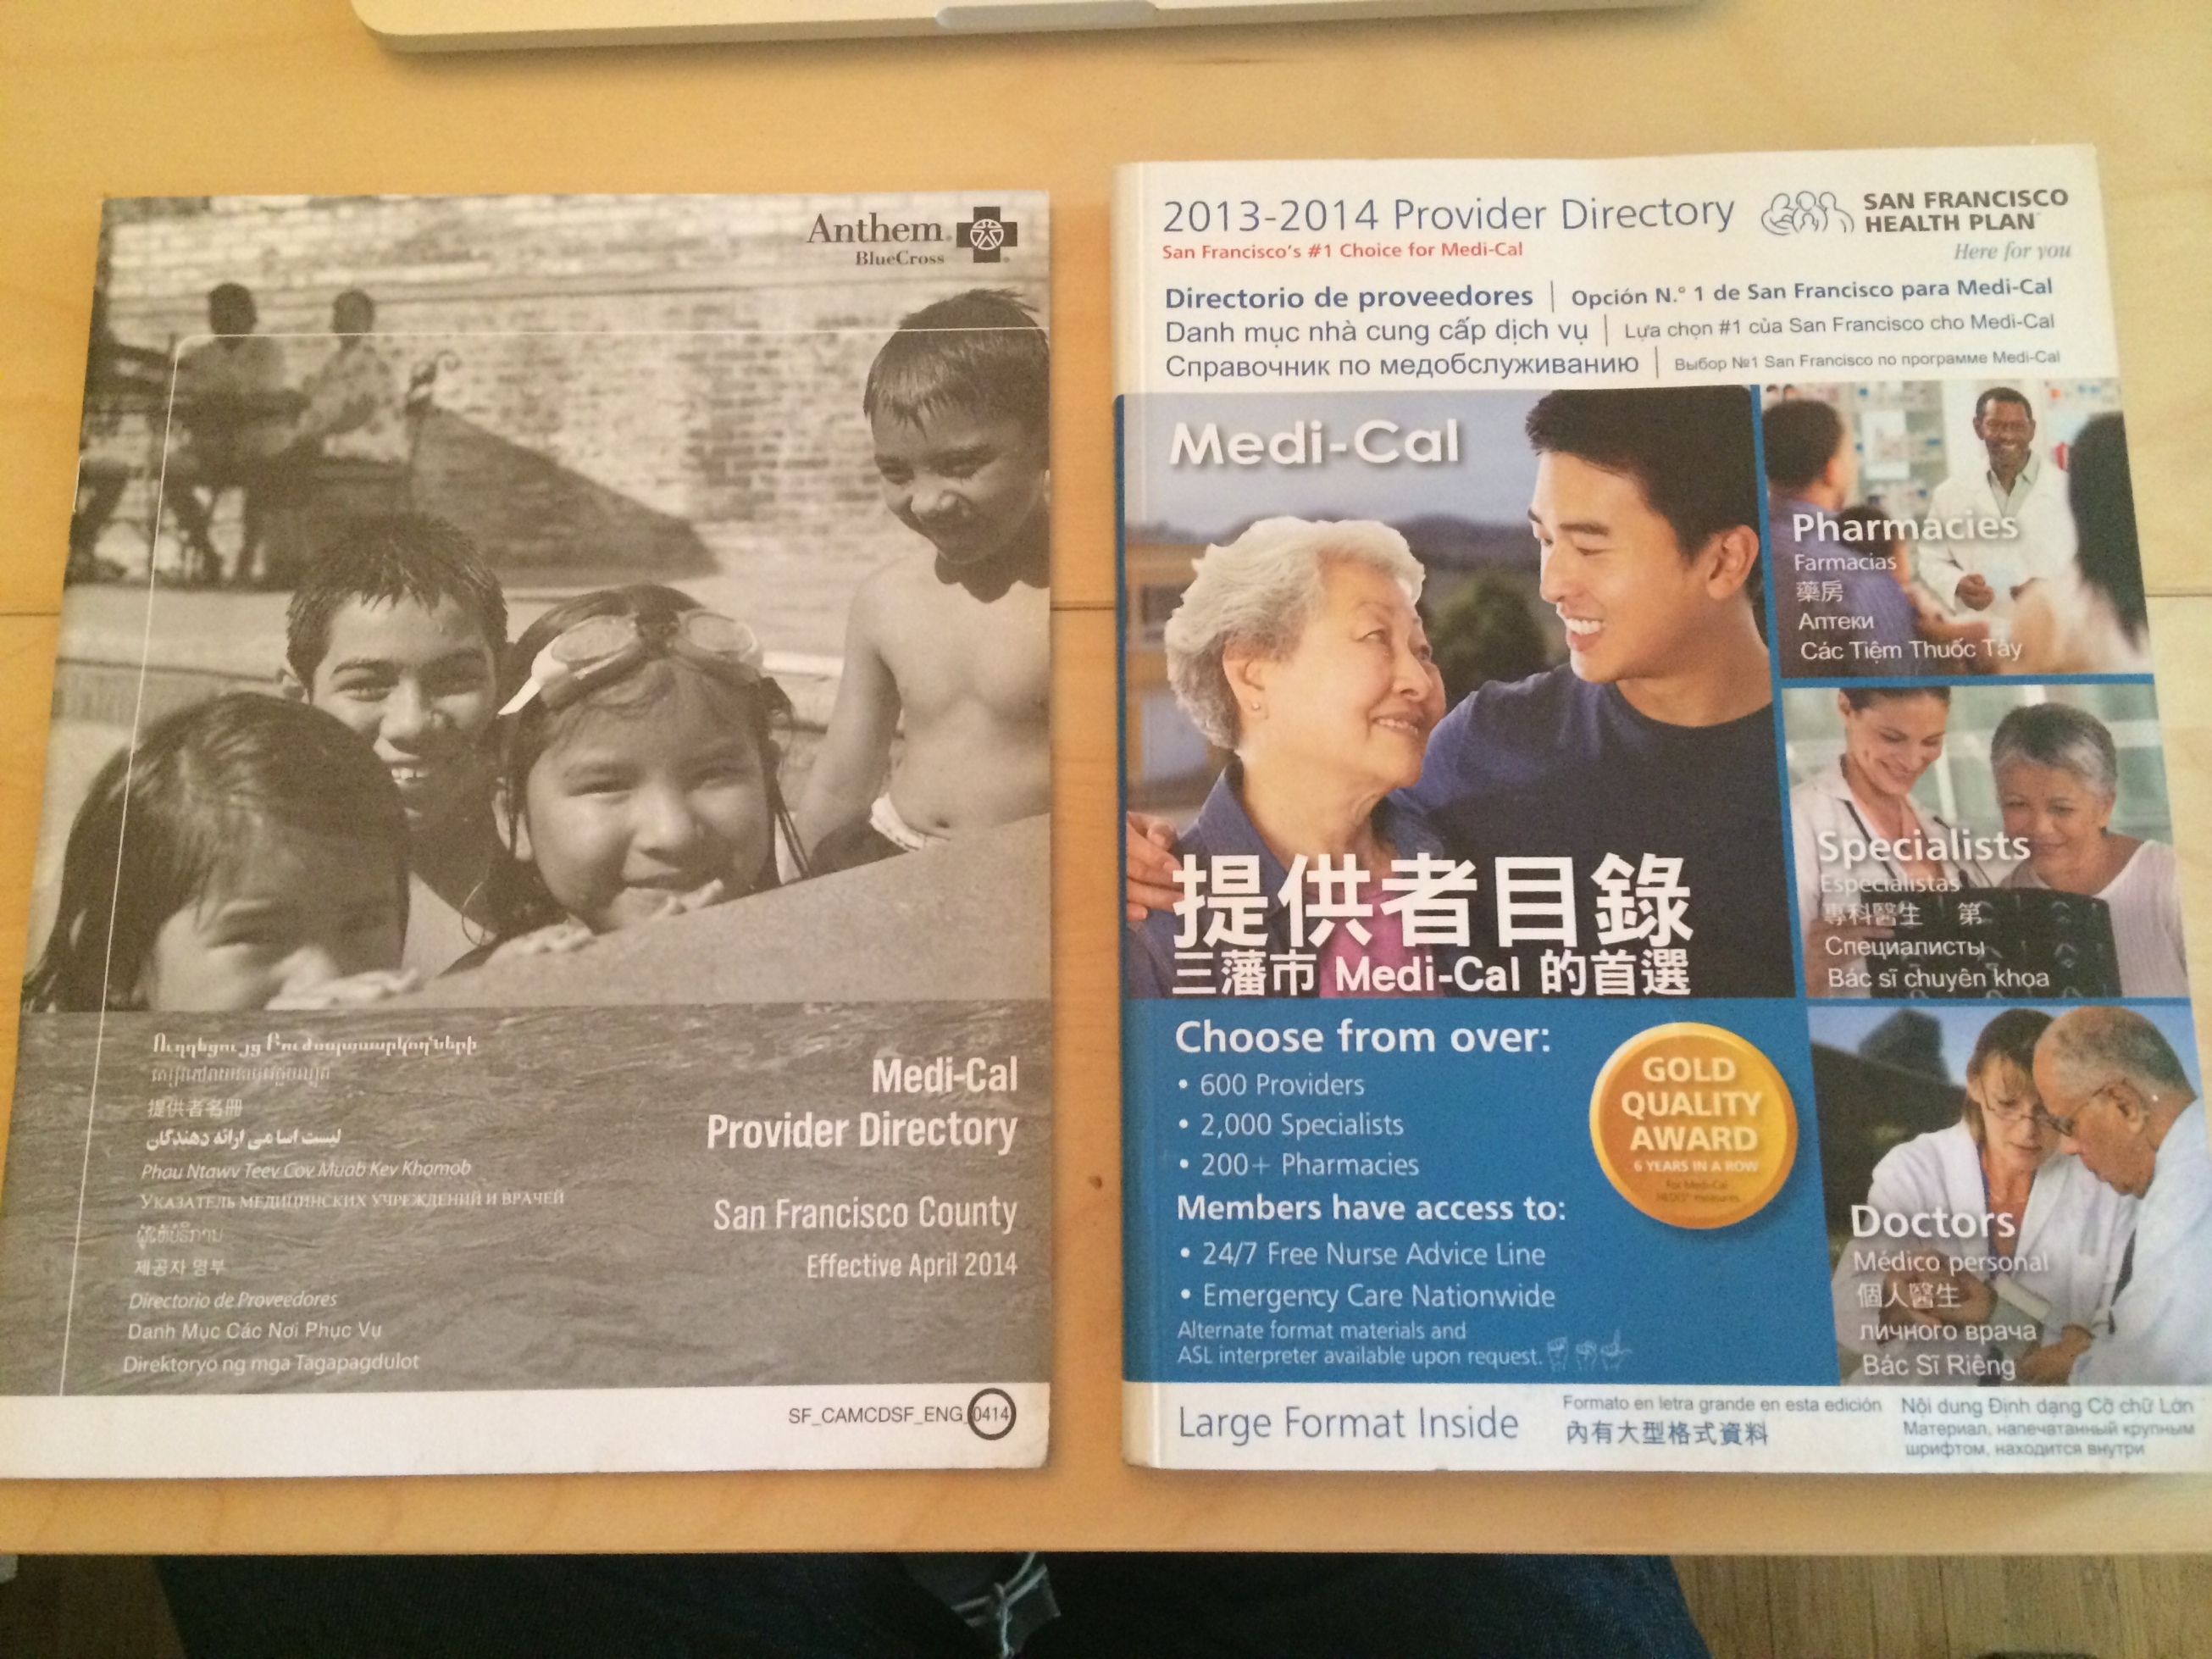 Anthem
BlueCross
提供者名冊
لیست اسامی ارائه دهندگان
Phau Ntawv Teev Cov Muab Kev Khomob
УКАЗАТЕЛЬ МЕДИЦИНСКИХ УЧРЕЖДЕНИЙ И ВРАЧЕЙ
제공자 명부
Directorio de Proveedores
Danh Mục Các Nơi Phục Vụ
Direktoryo ng mga Tagapagdulot
Medi-Cal
Provider Directory
San Francisco County
Effective April 2014
SF_CAMCDSF_ENG_0414
2013-2014 Provider Directory
San Francisco's #1 Choice for Medi-Cal
SAN FRANCISCO
HEALTH PLAN
Here for you
Directorio de proveedores | Opción N.° 1 de San Francisco para Medi-Cal
Danh mục nhà cung cấp dịch vụ | Lựa chọn #1 của San Francisco cho Medi-Cal
Справочник по медобслуживанию | Выбор №1 San Francisco по программе Medi-Cal
Medi-Cal
提供者目錄
三藩市 Medi-Cal 的首選
Pharmacies
Farmacias
藥房
Аптеки
Các Tiệm Thuốc Tây
Specialists
Especialistas
專科醫生 第
Специалисты
Bác sĩ chuyên khoa
Choose from over:
• 600 Providers
• 2,000 Specialists
• 200+ Pharmacies
Members have access to:
• 24/7 Free Nurse Advice Line
• Emergency Care Nationwide
Alternate format materials and
ASL interpreter available upon request.
GOLD
QUALITY
AWARD
6 YEARS IN A ROW
For Medi-Cal
HEDIS measures
Doctors
Médico personal
個人醫生
личного врача
Bác Sĩ Riêng
Large Format Inside
Formato en letra grande en esta edición
內有大型格式資料
Nội dung Định dạng Cỡ chữ Lớn
Материал, напечатанный крупным
шрифтом, находится внутри